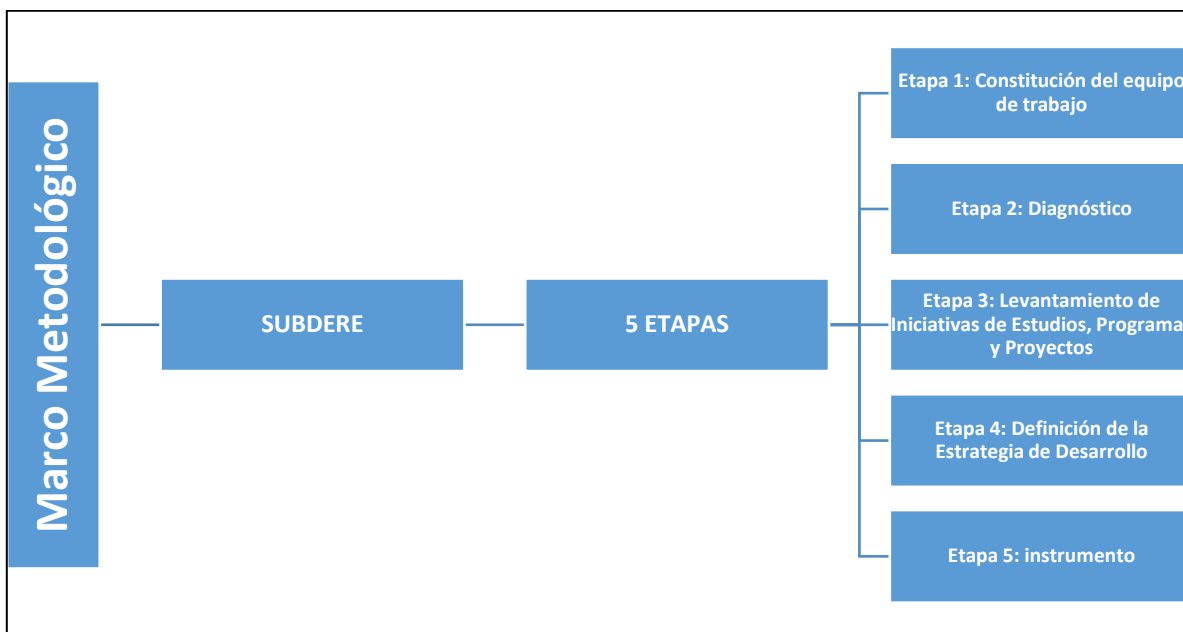 Marco Metodológico
SUBDERE
5 ETAPAS
Etapa 1: Constitución del equipo
de trabajo
Etapa 2: Diagnóstico
Etapa 3: Levantamiento de
Iniciativas de Estudios, Programa
y Proyectos
Etapa 4: Definición de la
Estrategia de Desarrollo
Etapa 5: instrumento